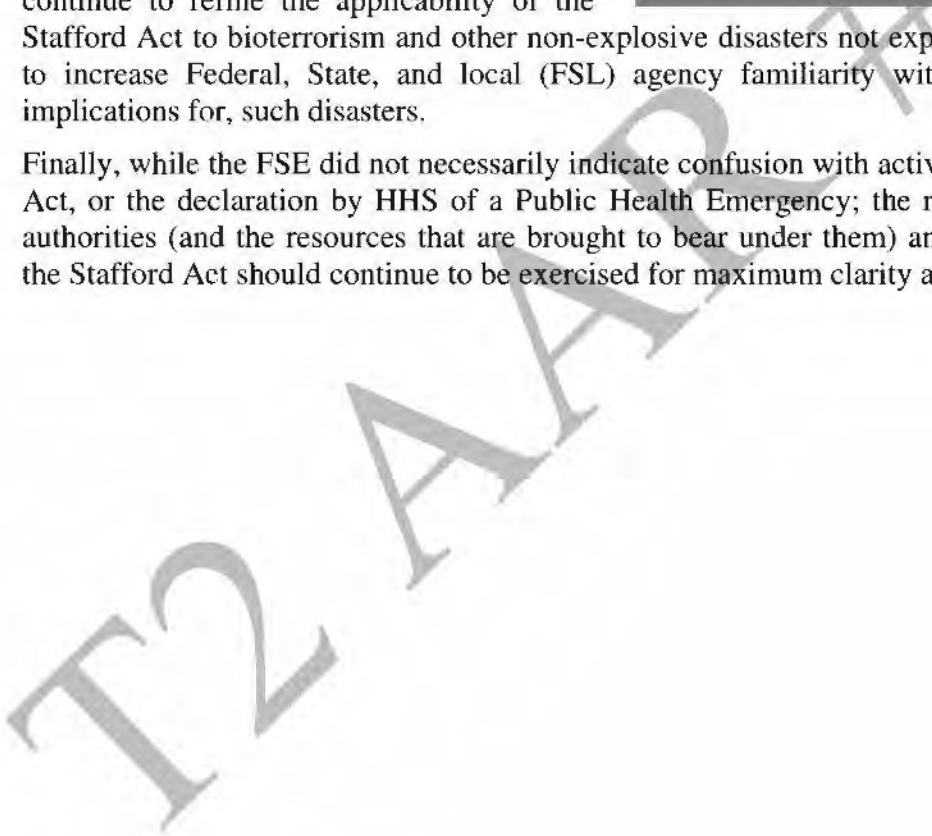 continue to refine the applicability of the
Stafford Act to bioterrorism and other non-explosive disasters not exp
to increase Federal, State, and local (FSL) agency familiarity wit
implications for, such disasters.
Finally, while the FSE did not necessarily indicate confusion with activ
Act, or the declaration by HHS of a Public Health Emergency; the r
authorities (and the resources that are brought to bear under them) an
the Stafford Act should continue to be exercised for maximum clarity a
T2 AAR